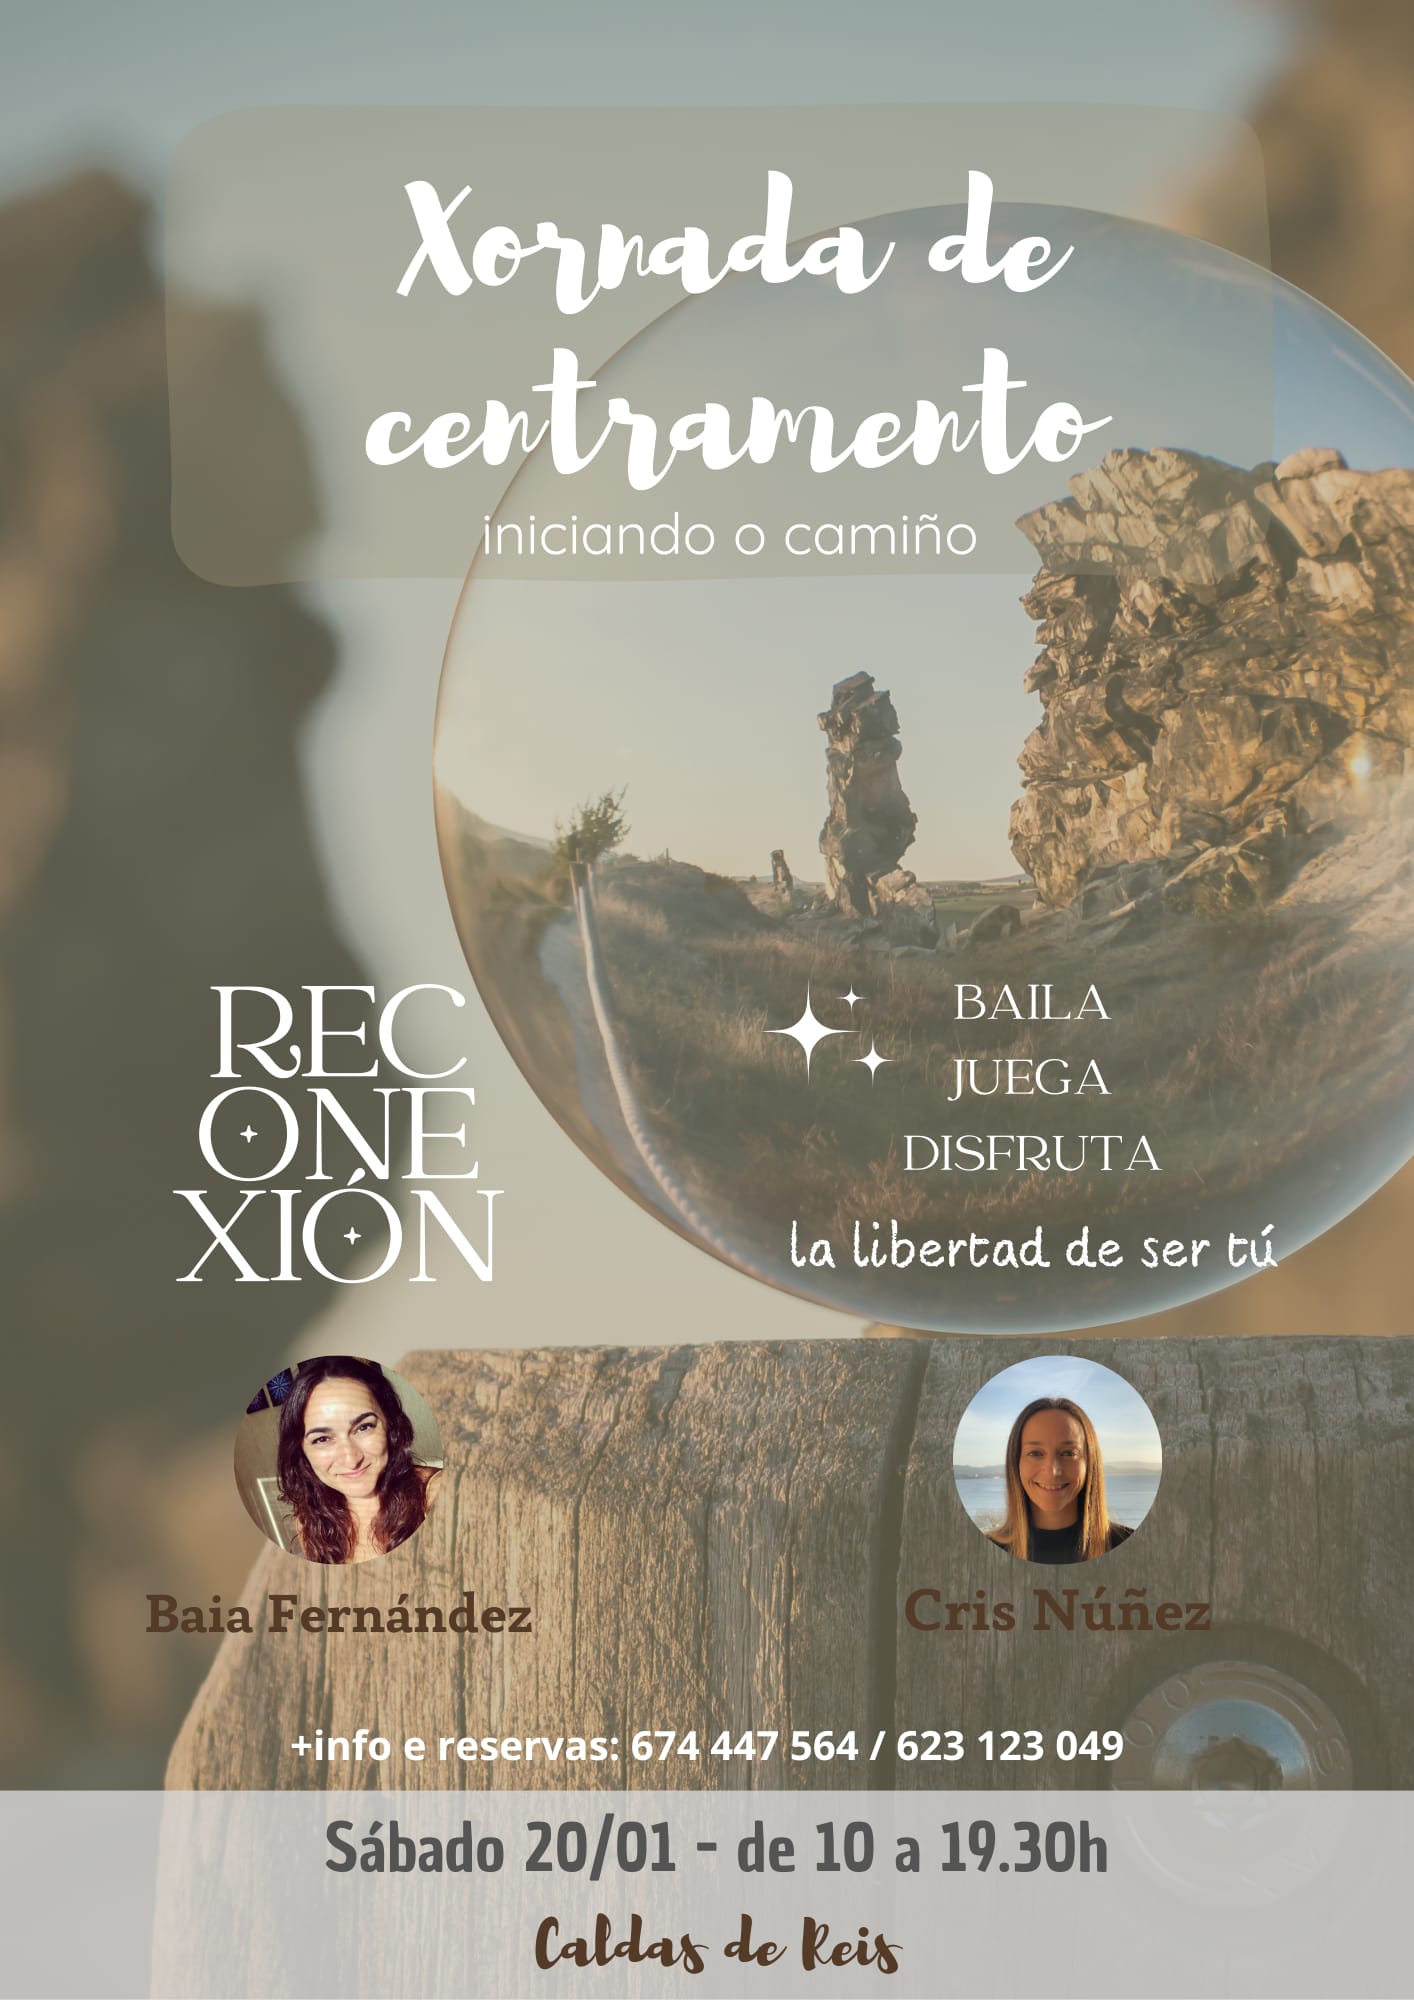 Xornada de
centramento
iniciando o camiño
REC
ONE
XIÓN
BAILA
JUEGA
DISFRUTA
la libertad de ser tú
Baia Fernández
Cris Núñez
+info e reservas: 674 447 564 / 623 123 049
Sábado 20/01 - de 10 a 19.30h
Caldas de Reis